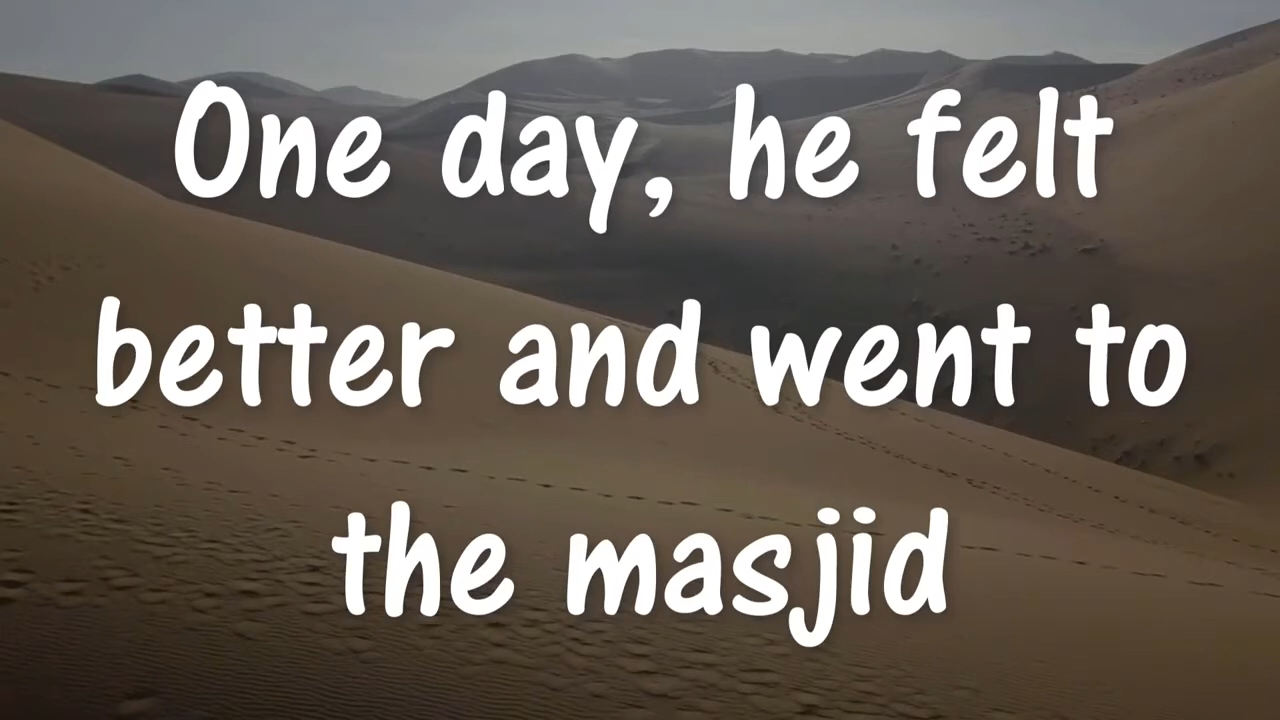 One day, he felt
better and went to
the masjid